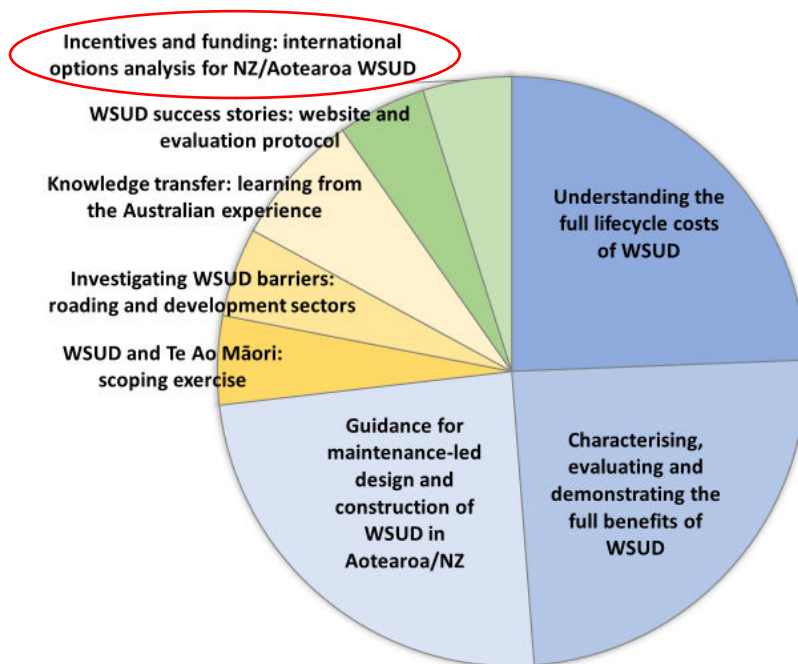 Incentives and funding: international
options analysis for NZ/Aotearoa WSUD
WSUD success stories: website and
evaluation protocol
Knowledge transfer: learning from
the Australian experience
Investigating WSUD barriers:
roading and development sectors
WSUD and Te Ao Māori:
scoping exercise
Understanding the
full lifecycle costs
of WSUD
Guidance for
maintenance-led
design and
construction of
WSUD in
Aotearoa/NZ
Characterising,
evaluating and
demonstrating the
full benefits of
WSUD